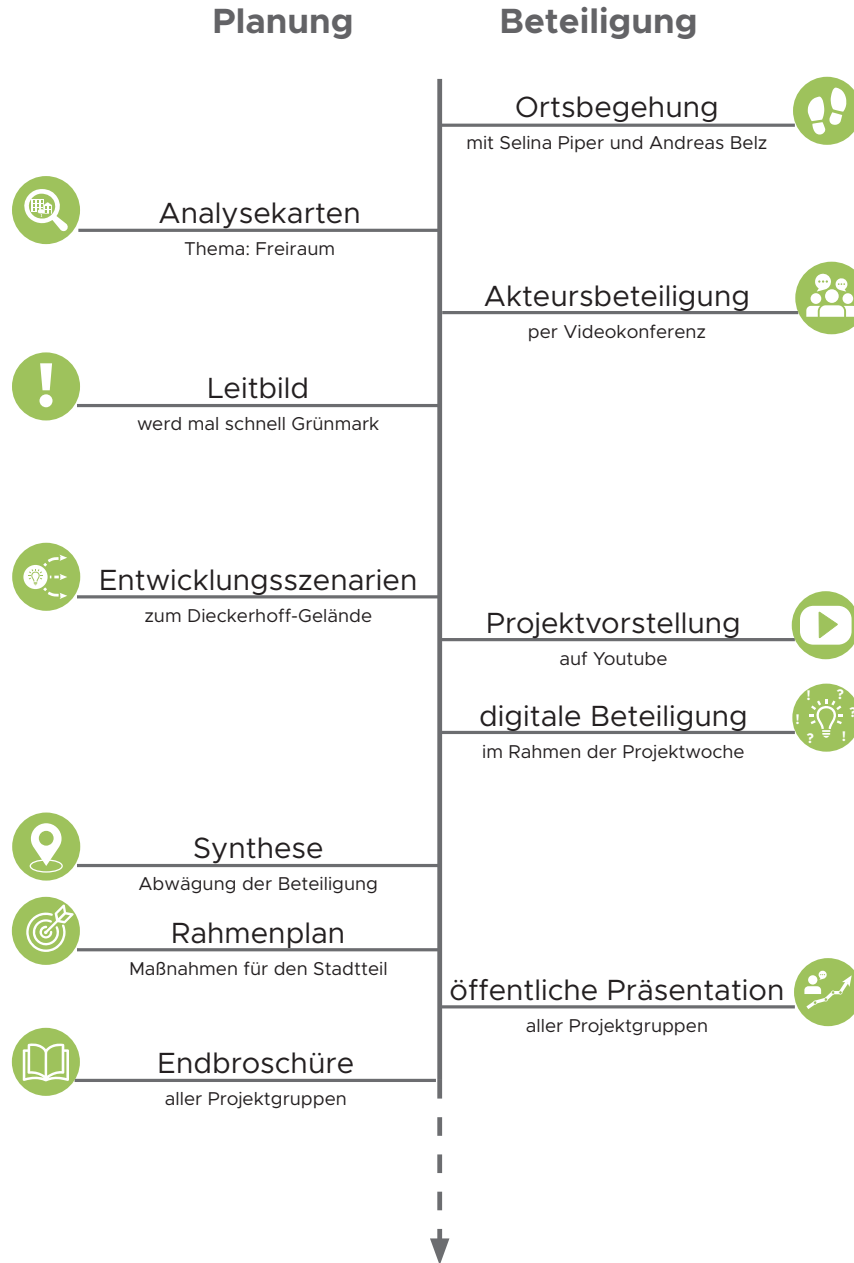 Planung
Beteiligung
Ortsbegehung
mit Selina Piper und Andreas Belz
Analysekarten
Thema: Freiraum
Akteursbeteiligung
per Videokonferenz
Leitbild
werd mal schnell Grünmark
Entwicklungsszenarien
zum Dieckerhoff-Gelände
Projektvorstellung
auf Youtube
digitale Beteiligung
im Rahmen der Projektwoche
Synthese
Abwägung der Beteiligung
Rahmenplan
Maßnahmen für den Stadtteil
öffentliche Präsentation
aller Projektgruppen
Endbroschüre
aller Projektgruppen